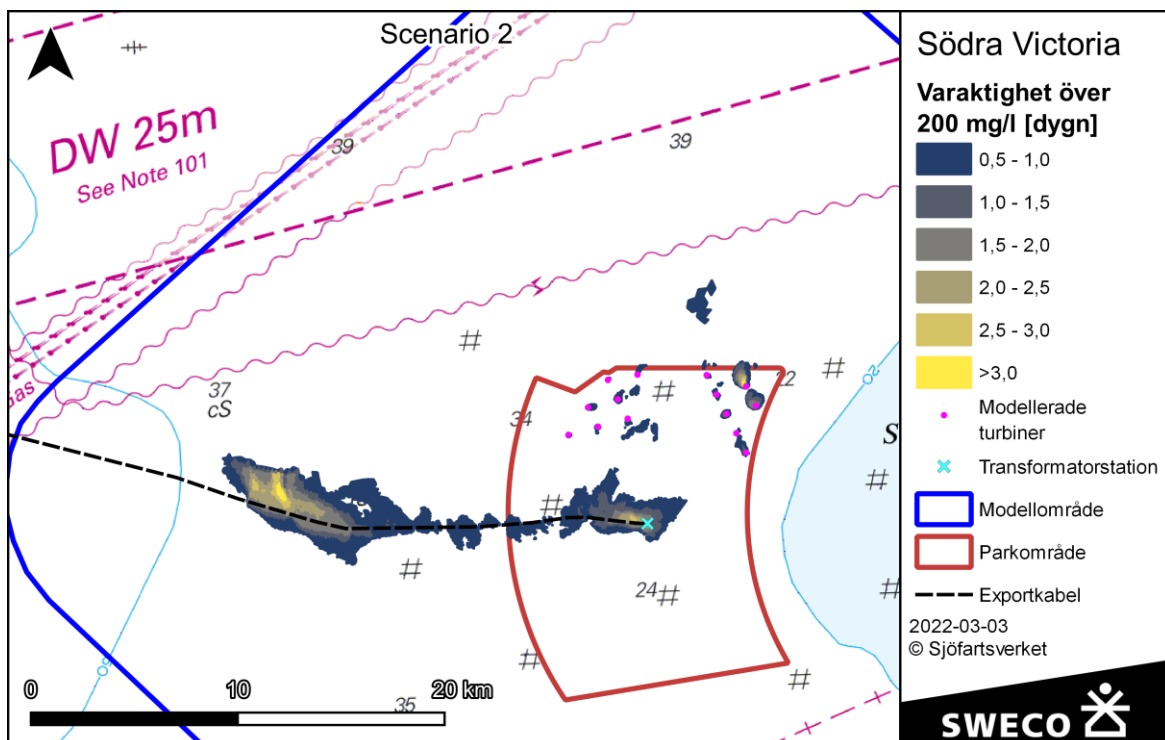 Scenario 2
DW 25m
See Note 101
39
39
37
cS
34
22
24
35
S
0 10 20 km
Södra Victoria
Varaktighet över
200 mg/l [dygn]
0,5 - 1,0
1,0 - 1,5
1,5 - 2,0
2,0 - 2,5
2,5 - 3,0
>3,0
Modellerade
turbiner
Transformatorstation
Modellområde
Parkområde
Exportkabel
2022-03-03
© Sjöfartsverket
SWECO